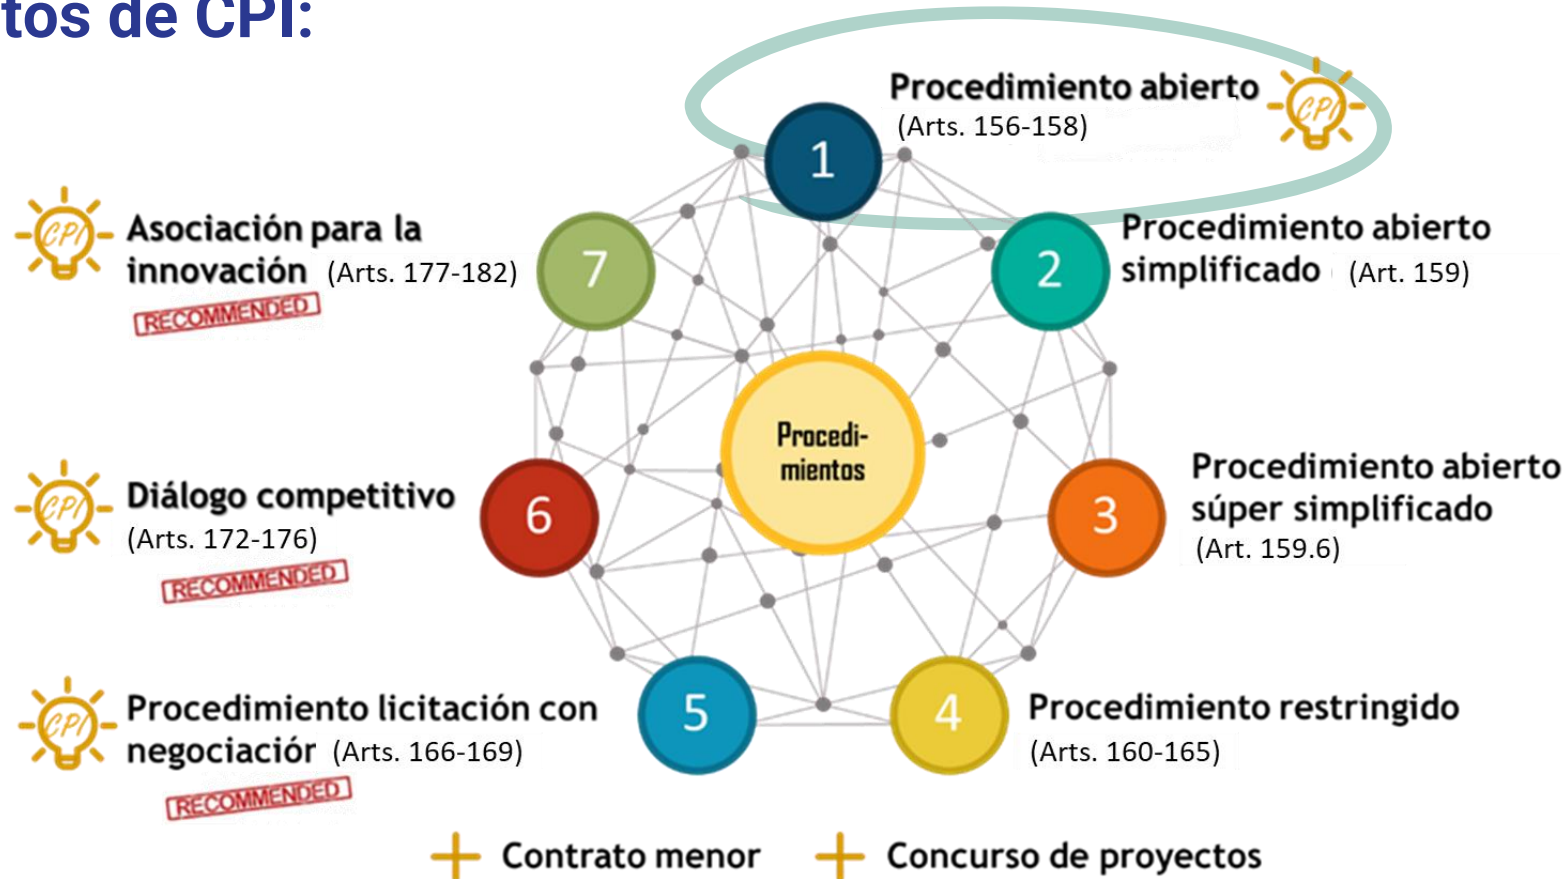 tos de CPI:
Procedimiento abierto
(Arts. 156-158)
CPI
1
Procedimiento abierto
simplificado (Art. 159)
2
Procedimiento abierto
súper simplificado
(Art. 159.6)
3
Procedimiento restringido
(Arts. 160-165)
4
Procedimiento licitación con
negociaciór (Arts. 166-169)
RECOMMENDED
CPI
5
Diálogo competitivo
(Arts. 172-176)
RECOMMENDED
CPI
6
Asociación para la
innovación (Arts. 177-182)
RECOMMENDED
CPI
7
Procedi-
mientos
+ Contrato menor
+ Concurso de proyectos